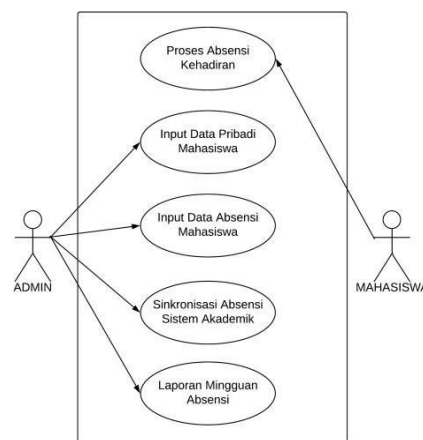 Proses Absensi
Kehadiran
Input Data Pribadi
Mahasiswa
Input Data Absensi
Mahasiswa
ADMIN
MAHASISWA
Sinkronisasi Absensi
Sistem Akademik
Laporan Mingguan
Absensi